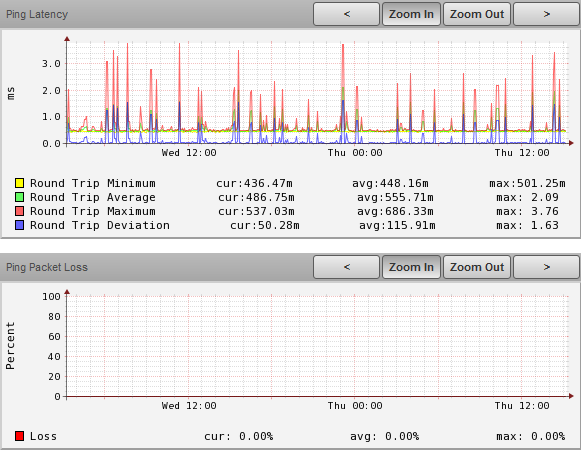 Ping Latency < Zoom In Zoom Out >
3.0
ms
2.0
1.0
0.0
Wed 12:00 Thu 00:00 Thu 12:00
Round Trip Minimum cur:436.47m avg:448.16m max:501.25m
Round Trip Average cur:486.75m avg:555.71m max: 2.09
Round Trip Maximum cur:537.03m avg:686.33m max: 3.76
Round Trip Deviation cur:50.28m avg:115.91m max: 1.63
Ping Packet Loss < Zoom In Zoom Out >
100
80
Percent
60
40
20
0
Wed 12:00 Thu 00:00 Thu 12:00
Loss cur: 0.00% avg: 0.00% max: 0.00%